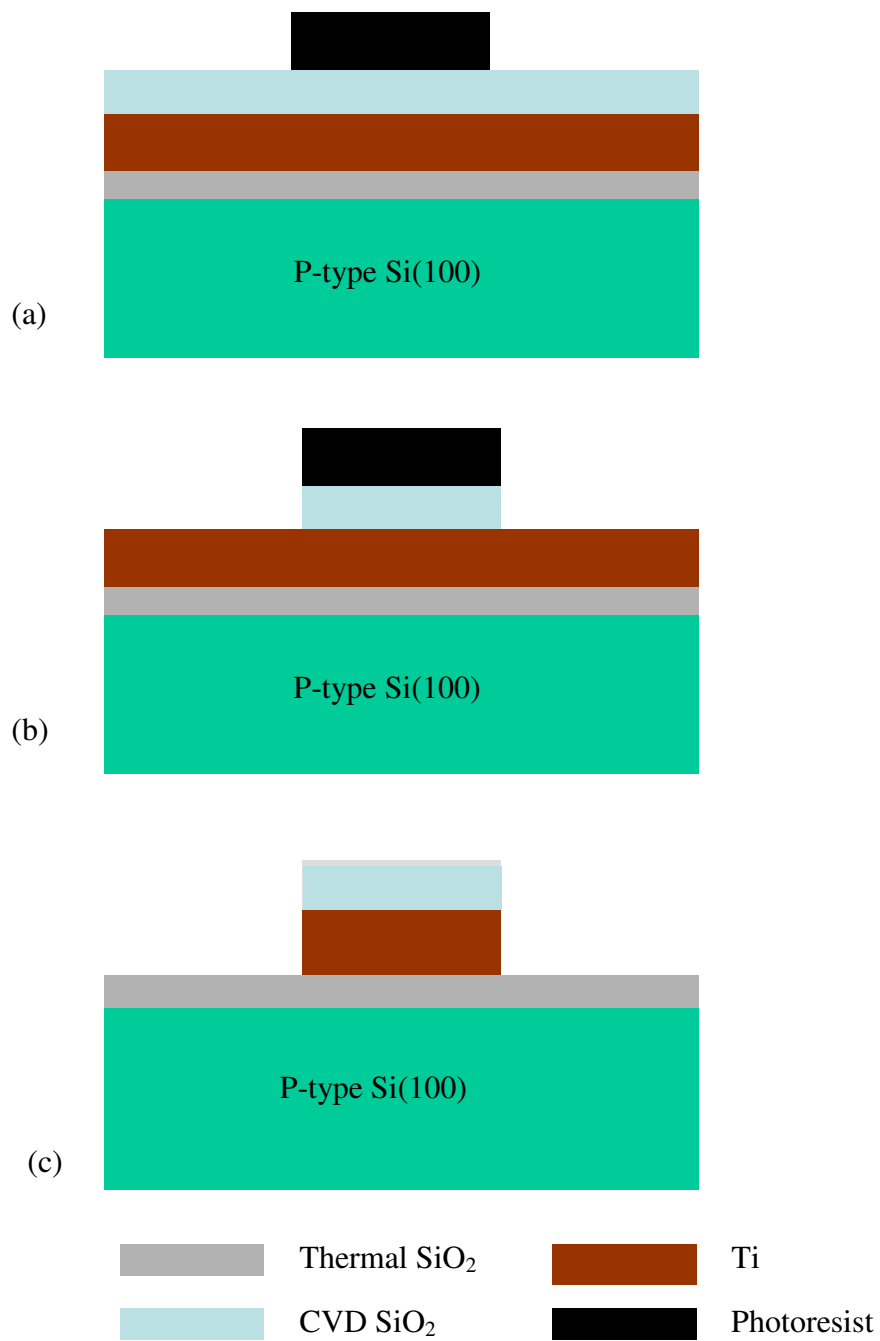 P-type Si(100)
(a)
P-type Si(100)
(b)
P-type Si(100)
(c)
Thermal SiO₂ Ti
CVD SiO₂ Photoresist